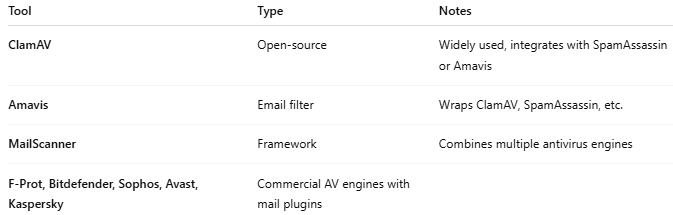 Tool Type Notes
ClamAV Open-source Widely used, integrates with SpamAssassin
or Amavis
Amavis Email filter Wraps ClamAV, SpamAssassin, etc.
MailScanner Framework Combines multiple antivirus engines
F-Prot, Bitdefender, Sophos, Avast, Commercial AV engines with
Kaspersky mail plugins